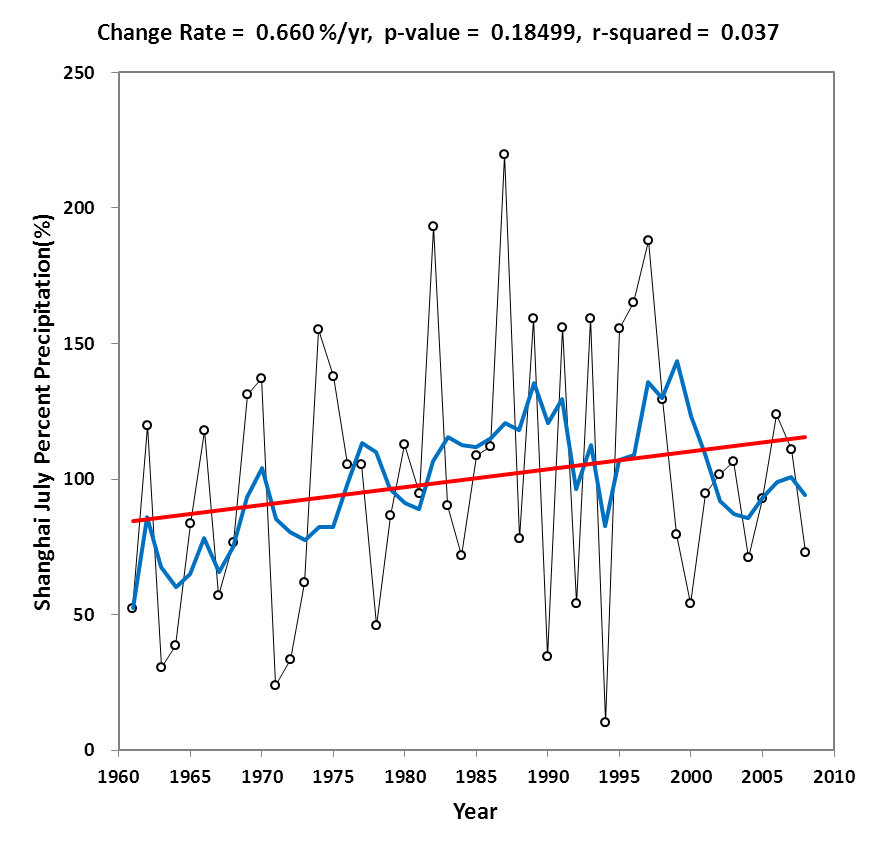 Change Rate = 0.660 %/yr, p-value = 0.18499, r-squared = 0.037
250
200
150
100
50
0
Shanghai July Percent Precipitation(%)
1960 1965 1970 1975 1980 1985 1990 1995 2000 2005 2010
Year